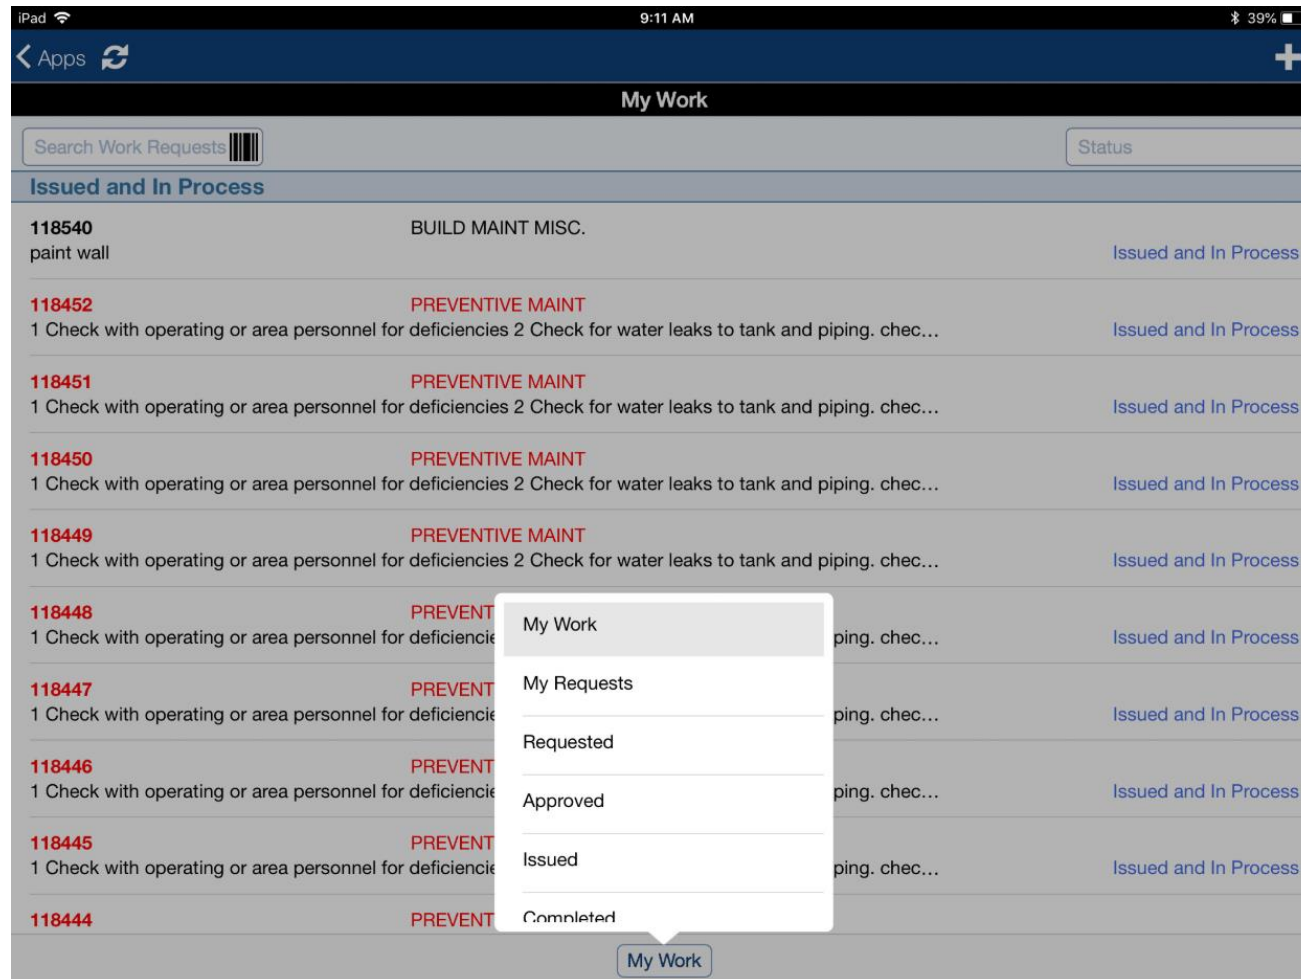 iPad 9:11 AM 39%
Apps
My Work
Search Work Requests Status
Issued and In Process
118540 BUILD MAINT MISC.
paint wall Issued and In Process
118452 PREVENTIVE MAINT
1 Check with operating or area personnel for deficiencies 2 Check for water leaks to tank and piping. chec... Issued and In Process
118451 PREVENTIVE MAINT
1 Check with operating or area personnel for deficiencies 2 Check for water leaks to tank and piping. chec... Issued and In Process
118450 PREVENTIVE MAINT
1 Check with operating or area personnel for deficiencies 2 Check for water leaks to tank and piping. chec... Issued and In Process
118449 PREVENTIVE MAINT
1 Check with operating or area personnel for deficiencies 2 Check for water leaks to tank and piping. chec... Issued and In Process
118448 PREVENT
1 Check with operating or area personnel for deficiencie ping. chec... Issued and In Process
118447 PREVENT
1 Check with operating or area personnel for deficiencie ping. chec... Issued and In Process
118446 PREVENT
1 Check with operating or area personnel for deficiencie ping. chec... Issued and In Process
118445 PREVENT
1 Check with operating or area personnel for deficiencie ping. chec... Issued and In Process
118444 PREVENT
My Work
My Requests
Requested
Approved
Issued
Completed
My Work